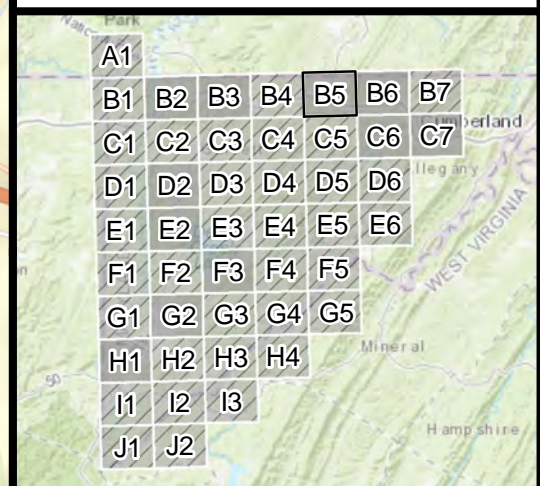 Park
A1
B1 B2 B3 B4 B5 B6 B7
C1 C2 C3 C4 C5 C6 C7
D1 D2 D3 D4 D5 D6
E1 E2 E3 E4 E5 E6
F1 F2 F3 F4 F5
WEST VIRGINIA
G1 G2 G3 G4 G5
Mineral
H1 H2 H3 H4
50
I1 I2 I3
Hampshire
J1 J2